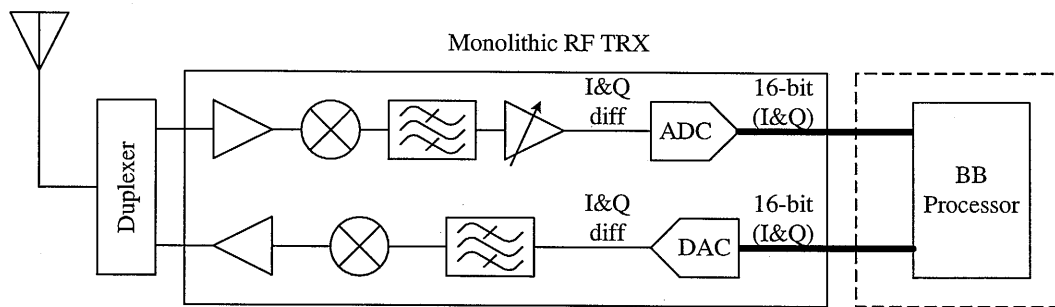 Monolithic RF TRX
I&Q
diff
16-bit
(I&Q)
ADC
Duplexer
BB
Processor
I&Q
diff
16-bit
(I&Q)
DAC